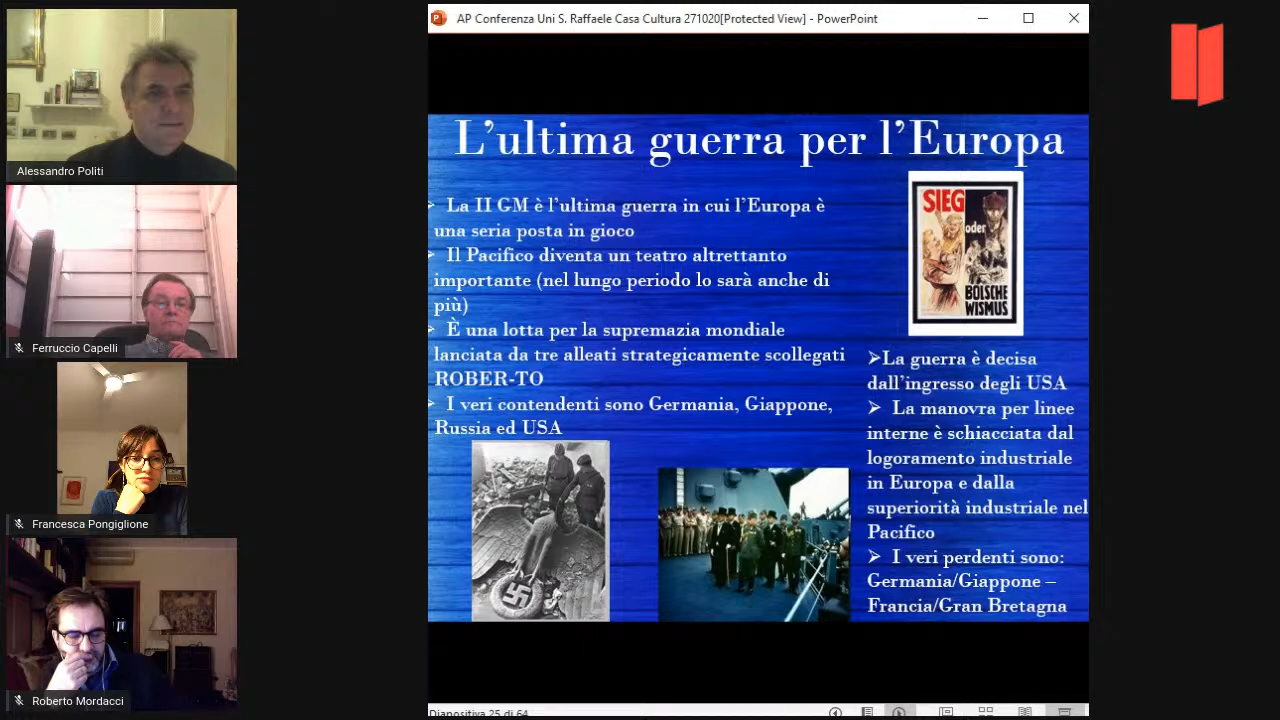 AP Conferenza Uni S. Raffaele Casa Cultura 271020[Protected View] - PowerPoint
Alessandro Politi
Ferruccio Capelli
Francesca Pongiglione
Roberto Mordacci
L'ultima guerra per l'Europa
La II GM è l'ultima guerra in cui l'Europa è
una seria posta in gioco
Il Pacifico diventa un teatro altrettanto
importante (nel lungo periodo lo sarà anche di
più)
È una lotta per la supremazia mondiale
lanciata da tre alleati strategicamente scollegati
ROBER-TO
I veri contendenti sono Germania, Giappone,
Russia ed USA
SIEG
oder
BOLSCHE
WISMUS
La guerra è decisa
dall'ingresso degli USA
La manovra per linee
interne è schiacciata dal
logoramento industriale
in Europa e dalla
superiorità industriale nel
Pacifico
I veri perdenti sono:
Germania/Giappone –
Francia/Gran Bretagna
Diapositiva 25 di 64